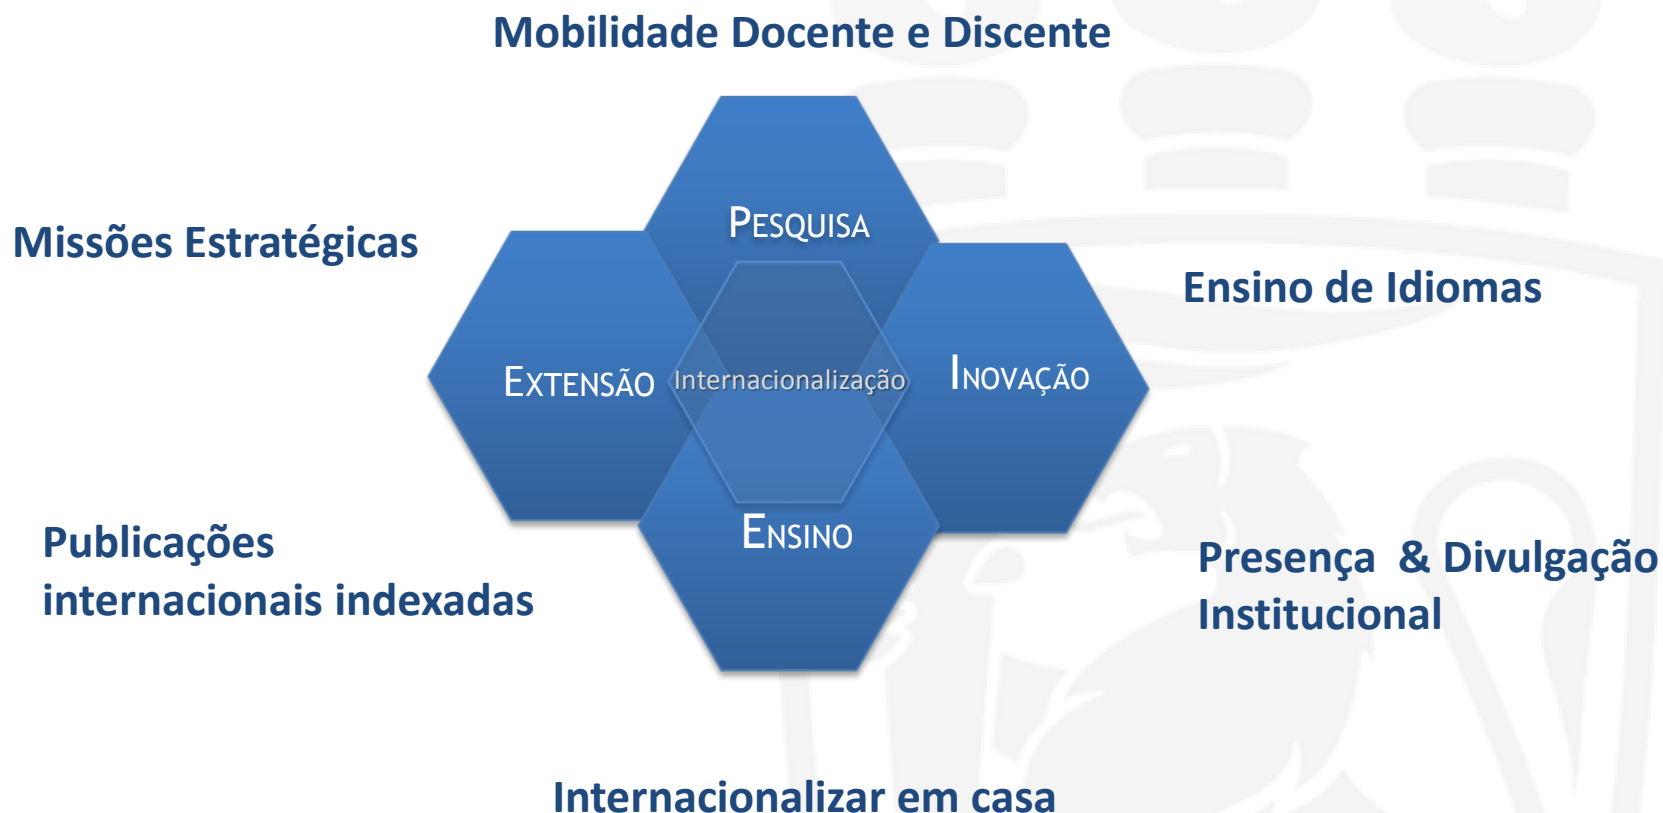 Mobilidade Docente e Discente
PESQUISA
Missões Estratégicas
Ensino de Idiomas
EXTENSÃO
Internacionalização
INOVAÇÃO
ENSINO
Publicações
internacionais indexadas
Presença & Divulgação
Institucional
Internacionalizar em casa